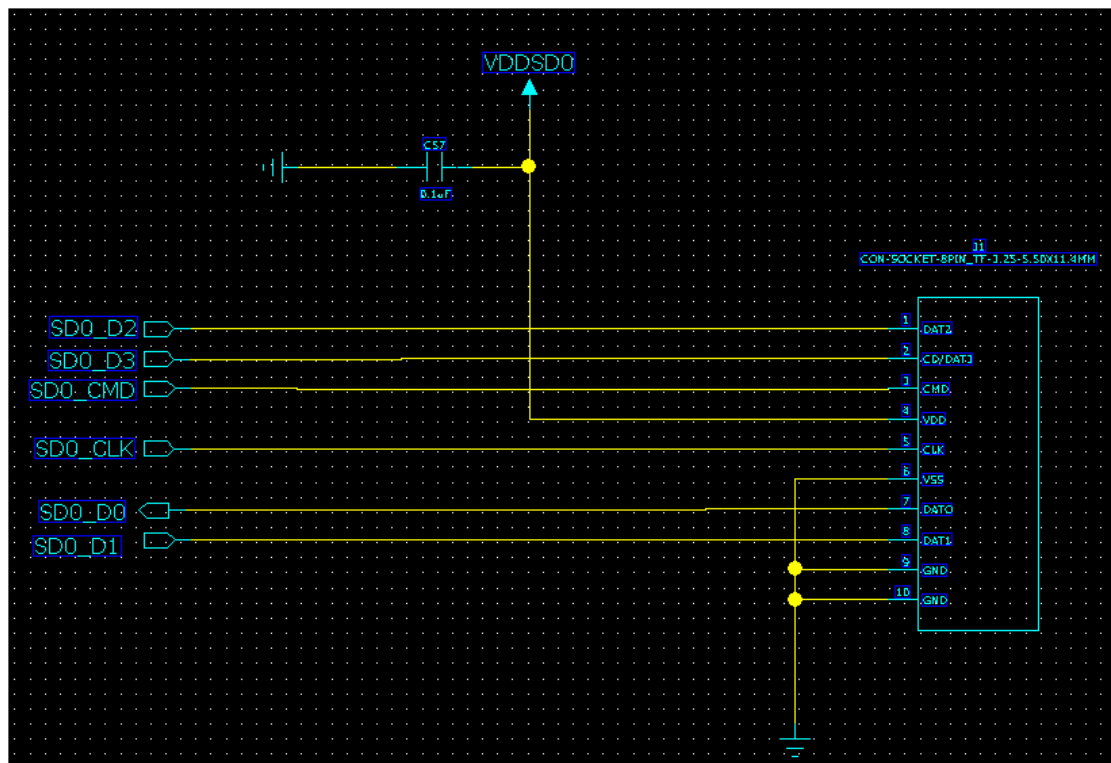 VDDSD0
C57
0.1uF
J1
CON-SOCKET-8PIN_TF-1.25-5.50X11.4MM
SD0_D2
1
DAT2
SD0_D3
2
CD/DAT3
SD0_CMD
3
CMD
4
VDD
SD0_CLK
5
CLK
6
VSS
SD0_D0
7
DAT0
SD0_D1
8
DAT1
9
GND
10
GND